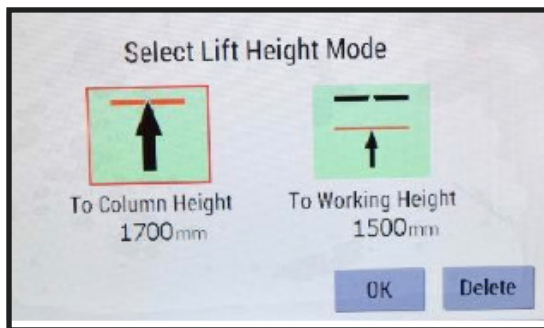 Select Lift Height Mode
To Column Height
1700mm
To Working Height
1500mm
OK
Delete